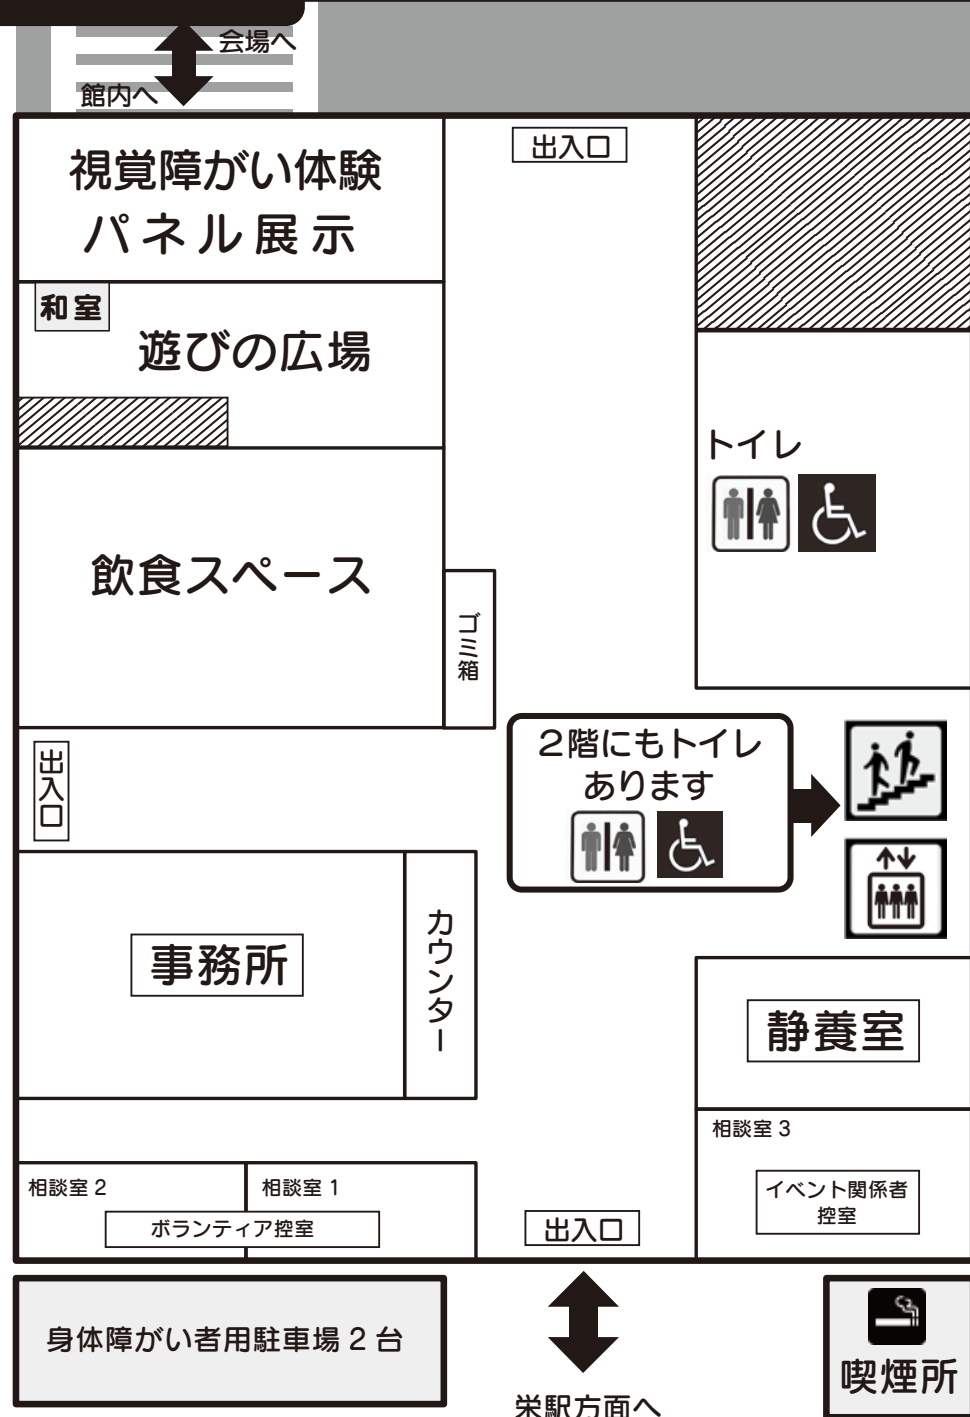 会場へ
館内へ
出入口
視覚障がい体験
パネル展示
和室
遊びの広場
トイレ
飲食スペース
ゴミ箱
2階にもトイレ
あります
出入口
事務所
カウンター
静養室
相談室3
イベント関係者
控室
相談室2
相談室1
ボランティア控室
出入口
身体障がい者用駐車場2台
喫煙所
栄駅方面へ